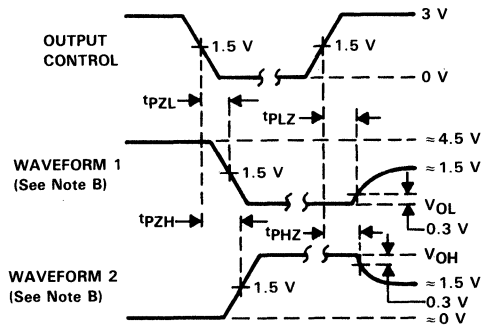 3 V
OUTPUT
CONTROL
1.5 V
1.5 V
0 V
tPZL
tPLZ
≈ 4.5 V
WAVEFORM 1
(See Note B)
1.5 V
≈ 1.5 V
VOL
0.3 V
tPZH
tPHZ
VOH
WAVEFORM 2
(See Note B)
1.5 V
≈ 1.5 V
0.3 V
≈ 0 V